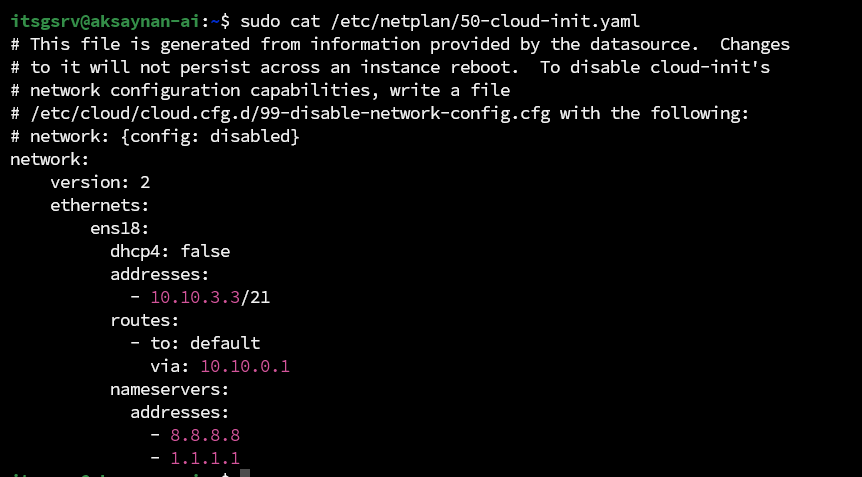 itsgsrv@aksaynan-ai:~$ sudo cat /etc/netplan/50-cloud-init.yaml
# This file is generated from information provided by the datasource.  Changes
# to it will not persist across an instance reboot.  To disable cloud-init's
# network configuration capabilities, write a file
# /etc/cloud/cloud.cfg.d/99-disable-network-config.cfg with the following:
# network: {config: disabled}
network:
    version: 2
    ethernets:
        ens18:
          dhcp4: false
          addresses:
            - 10.10.3.3/21
          routes:
            - to: default
              via: 10.10.0.1
          nameservers:
            addresses:
              - 8.8.8.8
              - 1.1.1.1